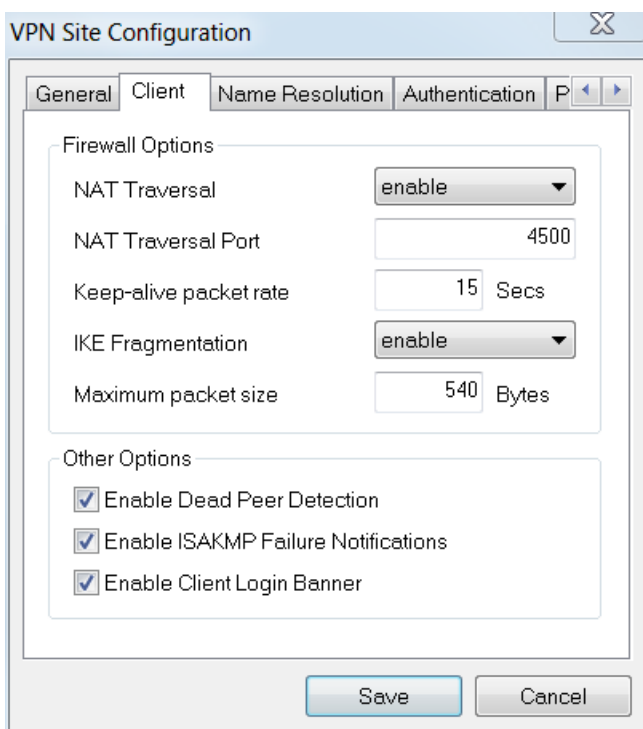 VPN Site Configuration
General Client Name Resolution Authentication P
Firewall Options
NAT Traversal enable
NAT Traversal Port 4500
Keep-alive packet rate 15 Secs
IKE Fragmentation enable
Maximum packet size 540 Bytes
Other Options
Enable Dead Peer Detection
Enable ISAKMP Failure Notifications
Enable Client Login Banner
Save Cancel